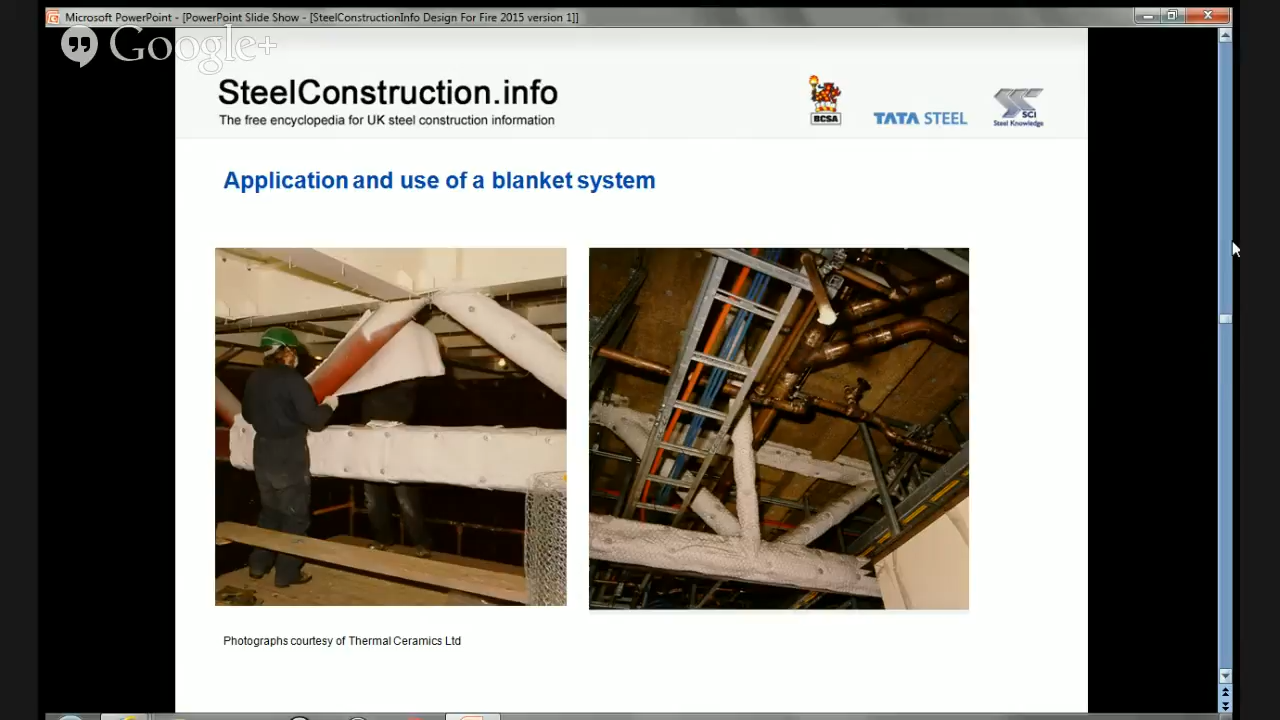 Microsoft PowerPoint - [PowerPoint Slide Show - [SteelConstructionInfo Design For Fire 2015 version 1]]
Google+
SteelConstruction.info
The free encyclopedia for UK steel construction information
BCSA
TATA STEEL
SCI
Steel Knowledge
Application and use of a blanket system
Photographs courtesy of Thermal Ceramics Ltd